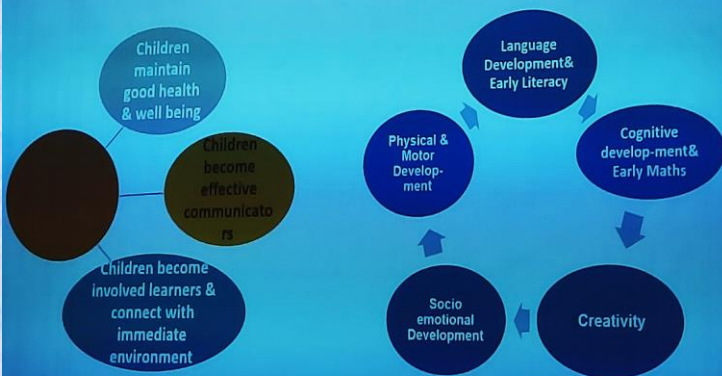 Children
maintain
good health
& well being
Children
become
effective
communicato
rs
Children become
involved learners &
connect with
immediate
environment
Language
Development&
Early Literacy
Cognitive
develop-ment&
Early Maths
Creativity
Socio
emotional
Development
Physical &
Motor
Develop-
ment